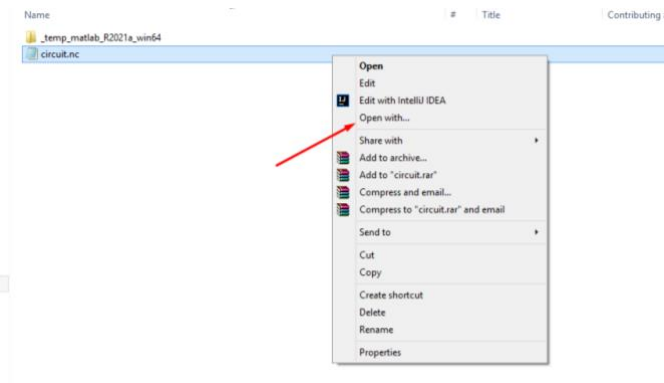 Name # Title Contributing
_temp_matlab_R2021a_win64
circuit.nc
Open
Edit
Edit with IntelliJ IDEA
Open with...
Share with
Add to archive...
Add to "circuit.rar"
Compress and email...
Compress to "circuit.rar" and email
Send to
Cut
Copy
Create shortcut
Delete
Rename
Properties